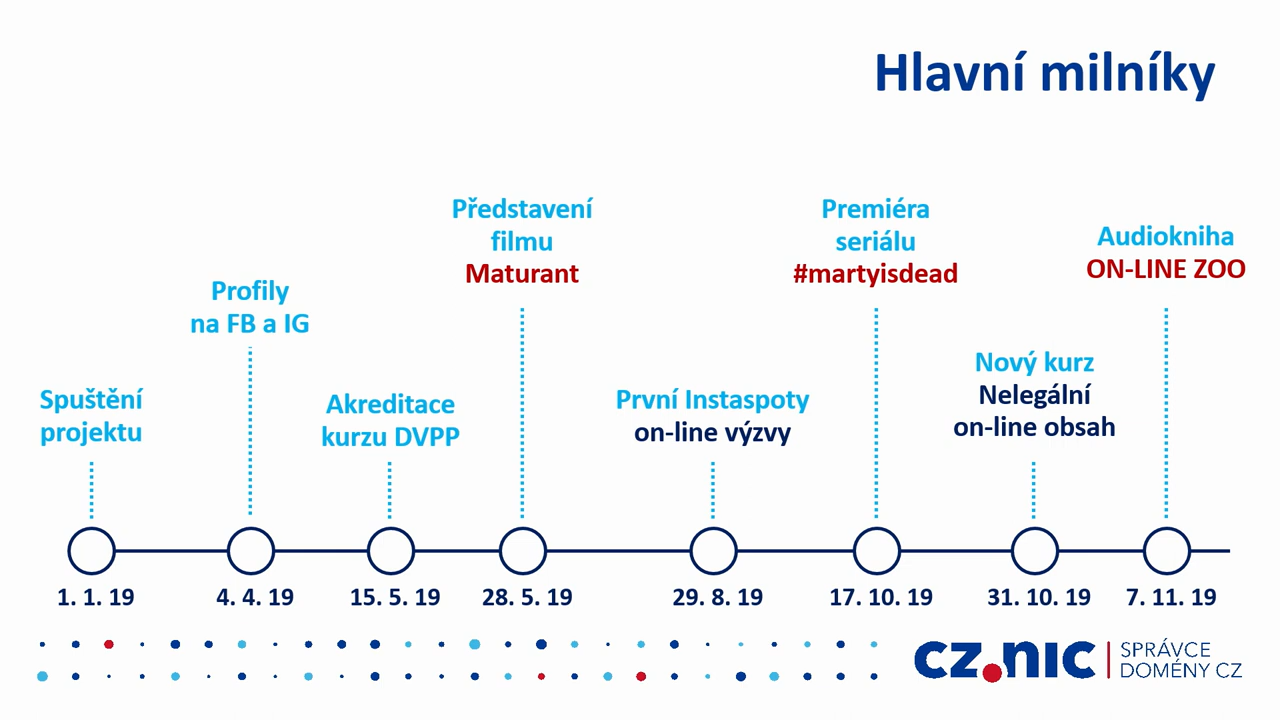 Hlavní milníky
Spuštění
projektu
Profily
na FB a IG
Akreditace
kurzu DVPP
Představení
filmu
Maturant
První Instaspoty
on-line výzvy
Premiéra
seriálu
#martyisdead
Nový kurz
Nelegální
on-line obsah
Audiokniha
ON-LINE ZOO
1. 1. 19
4. 4. 19
15. 5. 19
28. 5. 19
29. 8. 19
17. 10. 19
31. 10. 19
7. 11. 19
CZ.NIC
SPRÁVCE
DOMÉNY CZ